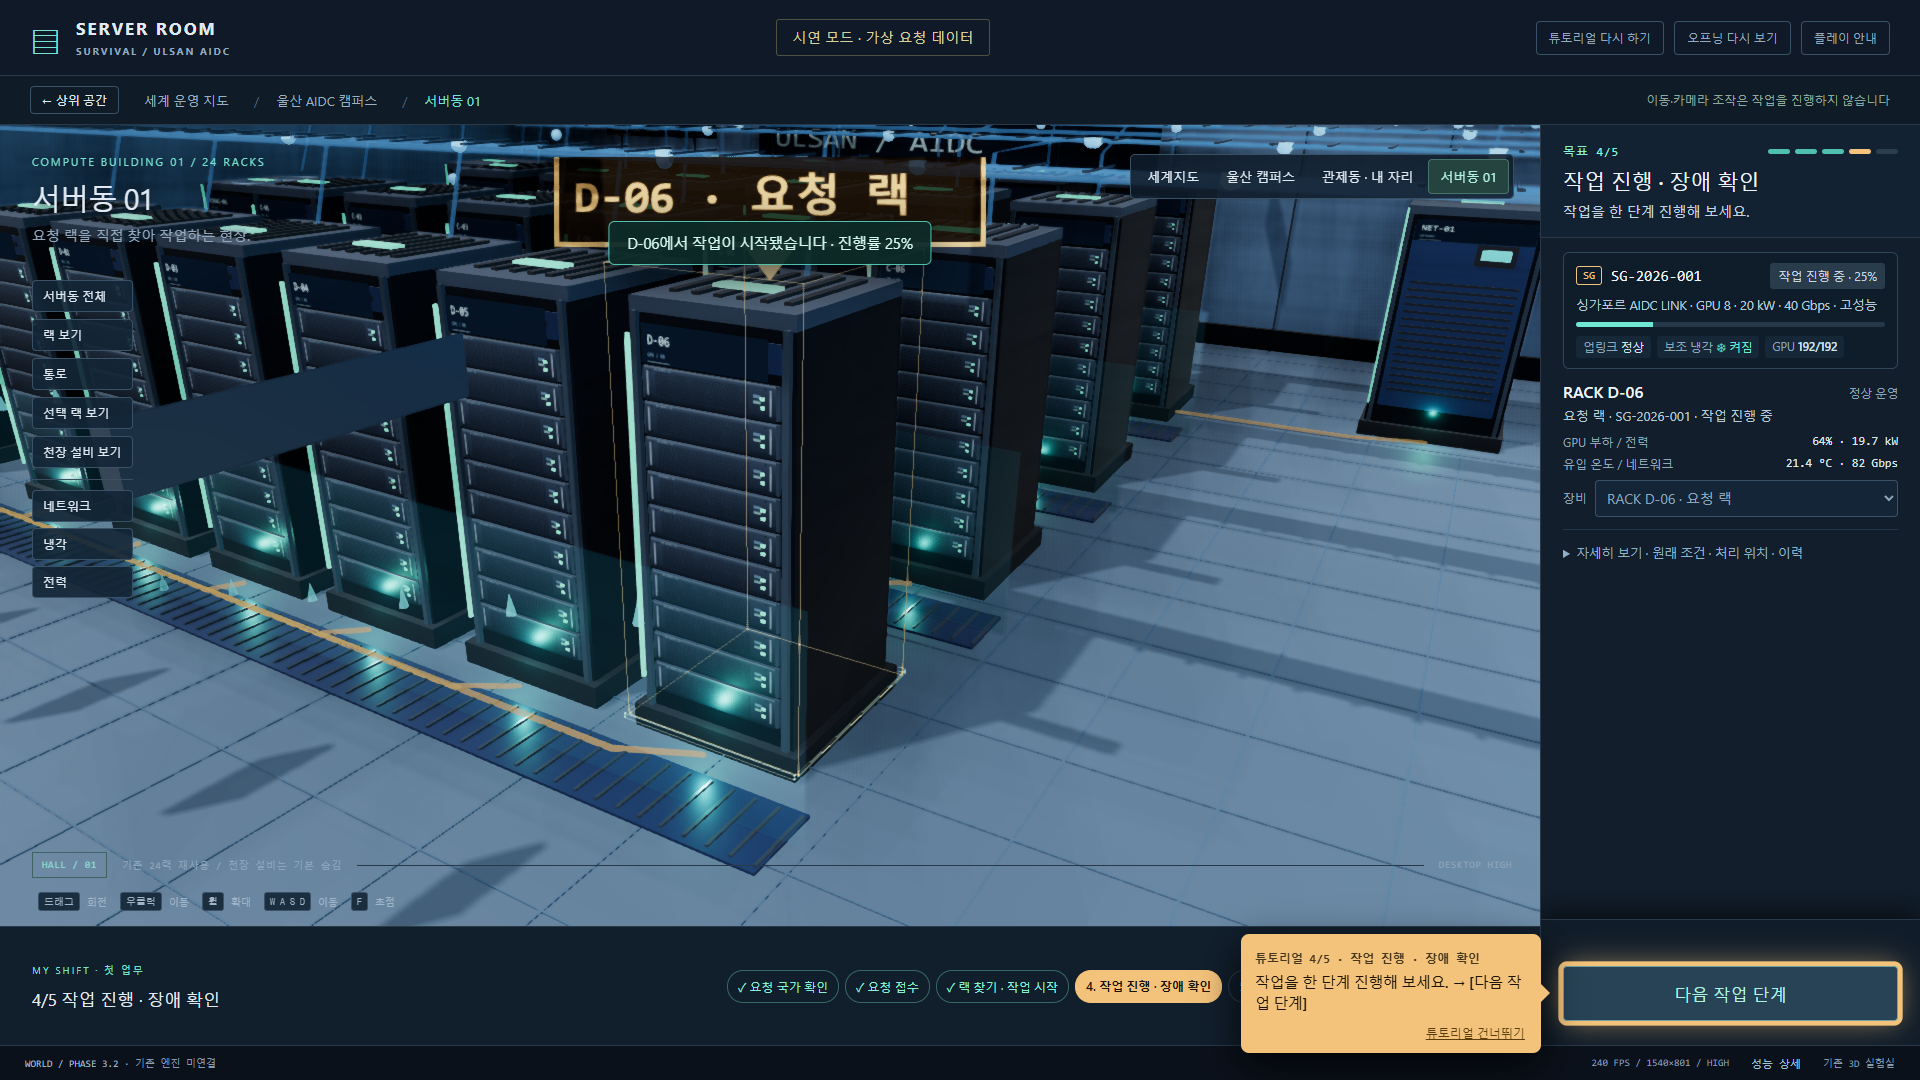 SERVER ROOM
SURVIVAL / ULSAN AIDC
시연 모드 · 가상 요청 데이터
튜토리얼 다시 하기
오프닝 다시 보기
플레이 안내
← 상위 공간
세계 운영 지도 / 울산 AIDC 캠퍼스 / 서버동 01
이동·카메라 조작은 작업을 진행하지 않습니다
COMPUTE BUILDING 01 / 24 RACKS
서버동 01
요청 랙을 직접 찾아 작업하는 현장.
ULSAN / AIDC
D-06 · 요청 랙
D-06에서 작업이 시작됐습니다 · 진행률 25%
세계지도
울산 캠퍼스
관제동 · 내 자리
서버동 01
서버동 전체
랙 보기
통로
선택 랙 보기
천장 설비 보기
네트워크
냉각
전력
D-04
D-05
D-06
NET-01
목표 4/5
작업 진행 · 장애 확인
작업을 한 단계 진행해 보세요.
SG SG-2026-001
작업 진행 중 · 25%
싱가포르 AIDC LINK · GPU 8 · 20 kW · 40 Gbps · 고성능
업링크 정상
보조 냉각 ❄ 켜짐
GPU 192/192
RACK D-06
정상 운영
요청 랙 · SG-2026-001 · 작업 진행 중
GPU 부하 / 전력
64% · 19.7 kW
유입 온도 / 네트워크
21.4 °C · 82 Gbps
장비
RACK D-06 · 요청 랙
▶ 자세히 보기 · 원래 조건 · 처리 위치 · 이력
HALL / 01
기존 24랙 재사용 / 천장 설비는 기본 숨김
DESKTOP HIGH
드래그 회전 우클릭 이동 휠 확대 W A S D 이동 F 초점
MY SHIFT · 첫 업무
4/5 작업 진행 · 장애 확인
✓ 요청 국가 확인
✓ 요청 접수
✓ 랙 찾기 · 작업 시작
4. 작업 진행 · 장애 확인
튜토리얼 4/5 · 작업 진행 · 장애 확인
작업을 한 단계 진행해 보세요. → [다음 작
업 단계]
튜토리얼 건너뛰기
다음 작업 단계
WORLD / PHASE 3.2 · 기존 엔진 미연결
240 FPS / 1540×801 / HIGH
성능 상세
기존 3D 실험실